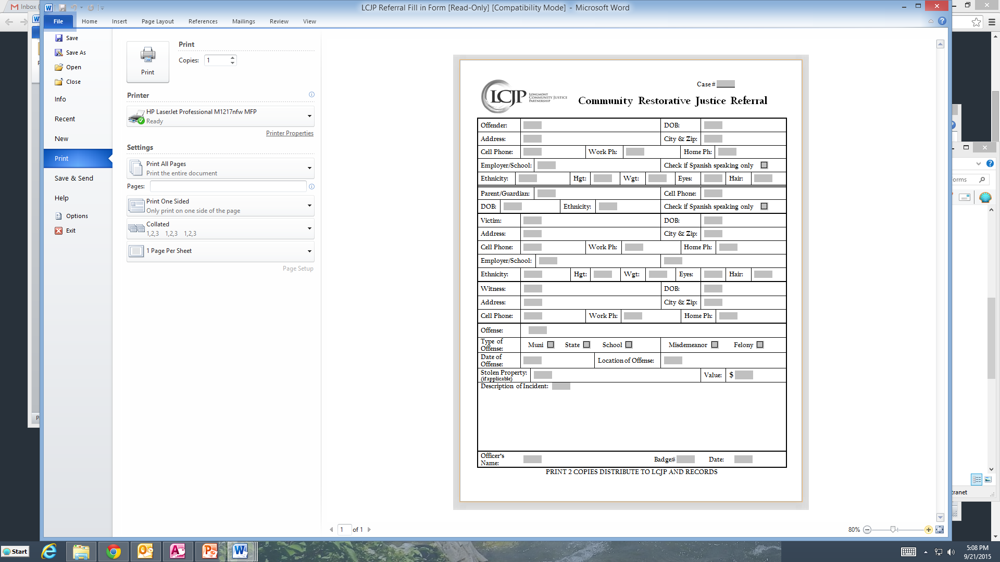 Inbox (
LCJP Referral Fill in Form [Read-Only] [Compatibility Mode] - Microsoft Word
File Home Insert Page Layout References Mailings Review View
Save
Save As
Open
Close
Info
Recent
New
Print
Save & Send
Help
Options
Exit
Print
Print
Copies: 1
Printer
HP LaserJet Professional M1217nfw MFP
Ready
Printer Properties
Settings
Print All Pages
Print the entire document
Pages:
Print One Sided
Only print on one side of the page
Collated
1,2,3 1,2,3 1,2,3
1 Page Per Sheet
Page Setup
Case #
LCJP LONGMONT COMMUNITY JUSTICE PARTNERSHIP
Community Restorative Justice Referral
Offender: DOB:
Address: City & Zip:
Cell Phone: Work Ph: Home Ph:
Employer/School: Check if Spanish speaking only
Ethnicity: Hgt: Wgt: Eyes: Hair:
Parent/Guardian: Cell Phone:
DOB: Ethnicity: Check if Spanish speaking only
Victim: DOB:
Address: City & Zip:
Cell Phone: Work Ph: Home Ph:
Employer/School:
Ethnicity: Hgt: Wgt: Eyes: Hair:
Witness: DOB:
Address: City & Zip:
Cell Phone: Work Ph: Home Ph:
Offense:
Type of Offense: Muni State School Misdemeanor Felony
Date of Offense: Location of Offense:
Stolen Property: (if applicable) Value: $
Description of Incident:
Officer's Name: Badge# Date:
PRINT 2 COPIES DISTRIBUTE TO LCJP AND RECORDS
1 of 1
80%
orms
tranet
Start
5:08 PM
9/21/2015